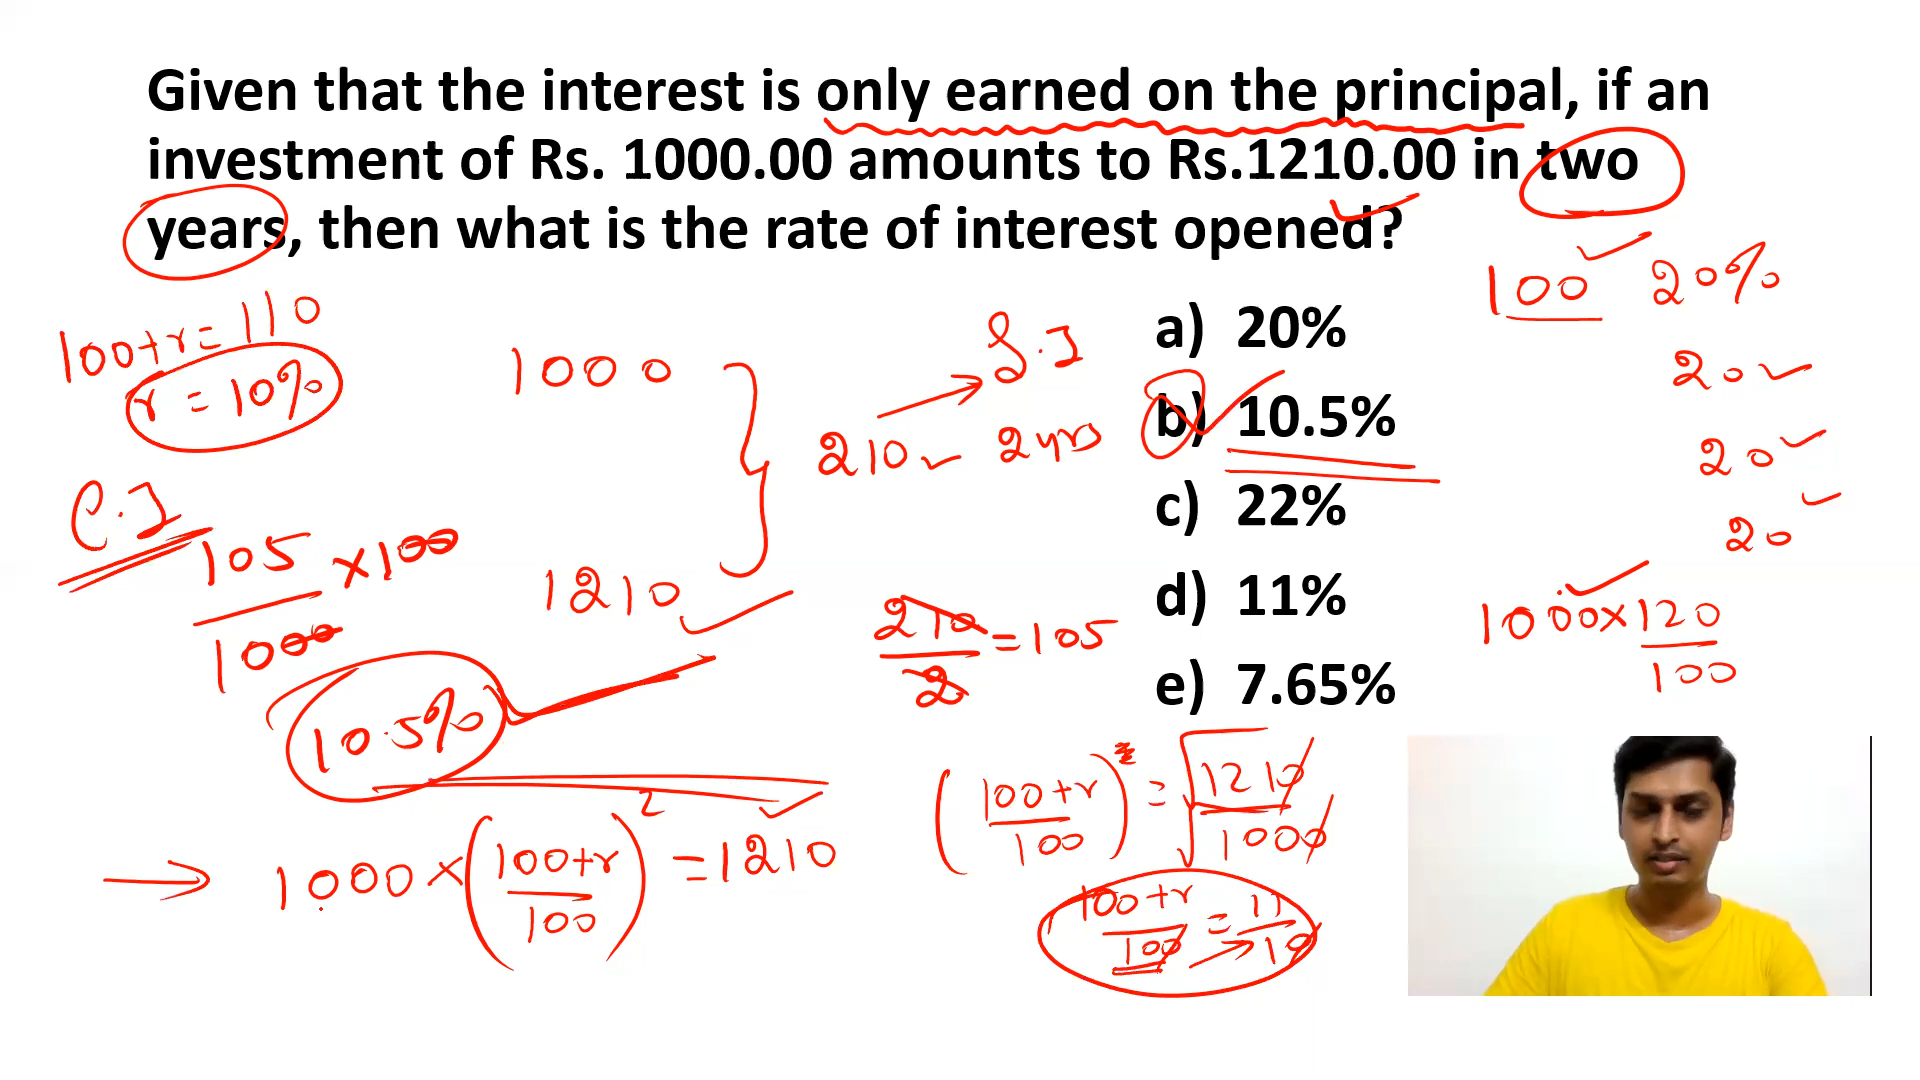 Given that the interest is only earned on the principal, if an
investment of Rs. 1000.00 amounts to Rs.1210.00 in two
years, then what is the rate of interest opened?
a) 20%
b) 10.5%
c) 22%
d) 11%
e) 7.65%
100+r=110
r = 10%
C.I
105/1000 ×100
10.5%
1000
1210
S.I
210 2 yrs
210/2 =105
100 20%
20
20
20
1000×120/100
1000×(100+r/100)² =1210
(100+r/100) = √1210/1000
100+r/100 = 11/10